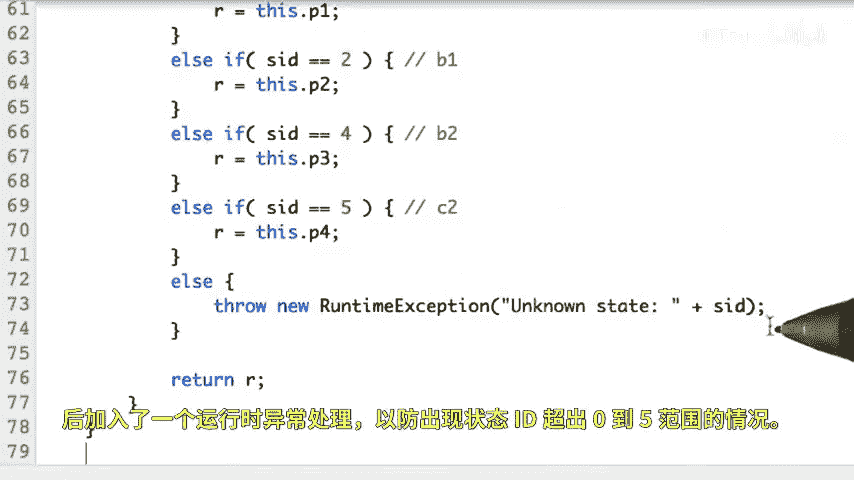 61 r = this.p1;
62 }
63 else if( sid == 2 ) { // b1
64 r = this.p2;
65 }
66 else if( sid == 4 ) { // b2
67 r = this.p3;
68 }
69 else if( sid == 5 ) { // c2
70 r = this.p4;
71 }
72 else {
73 throw new RuntimeException("Unknown state: " + sid);
74 }
75
76 return r;
77 }
78 }
79
后加入了一个运行时异常处理，以防出现状态 ID 超出 0 到 5 范围的情况。